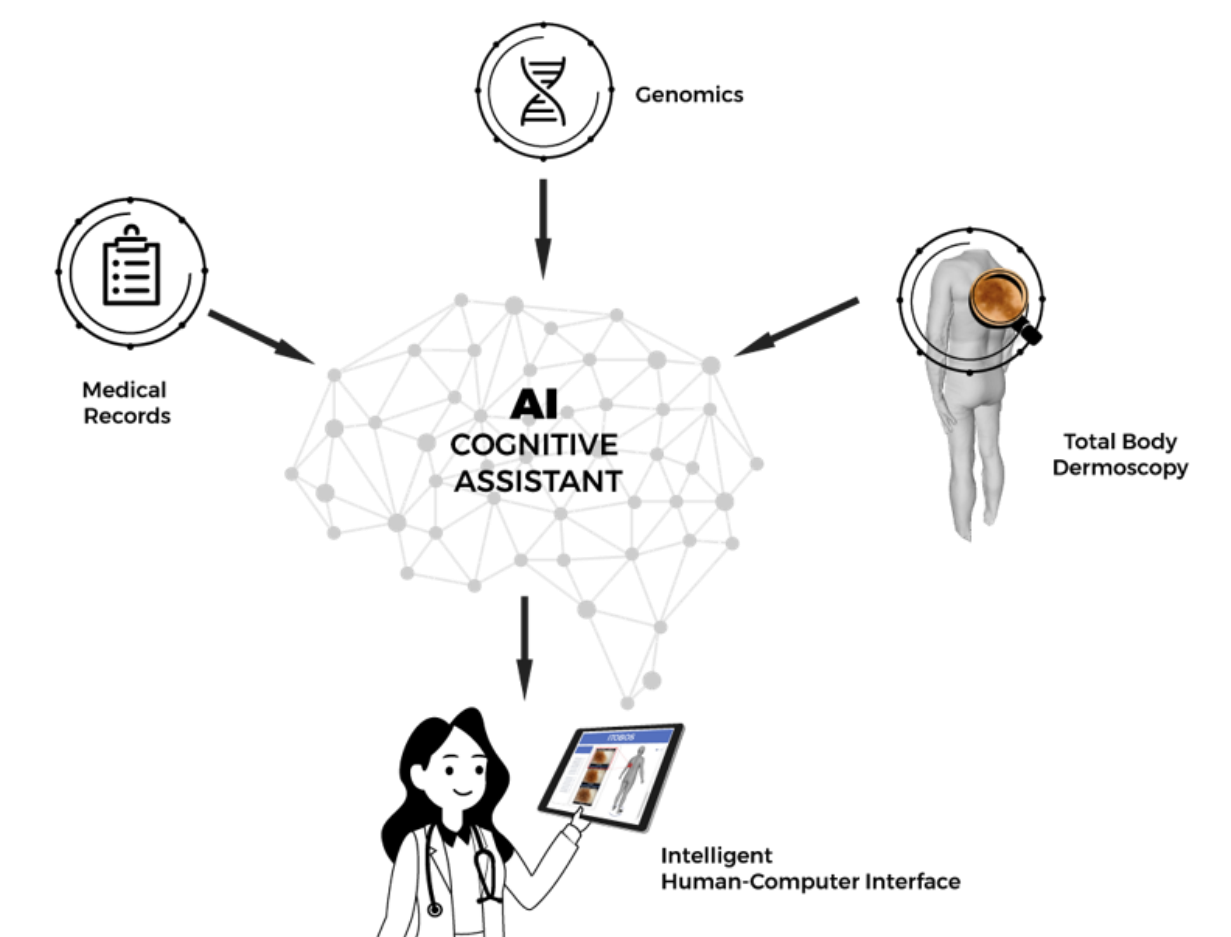 Genomics
Medical
Records
AI
COGNITIVE
ASSISTANT
Total Body
Dermoscopy
ITOBOS
Intelligent
Human-Computer Interface